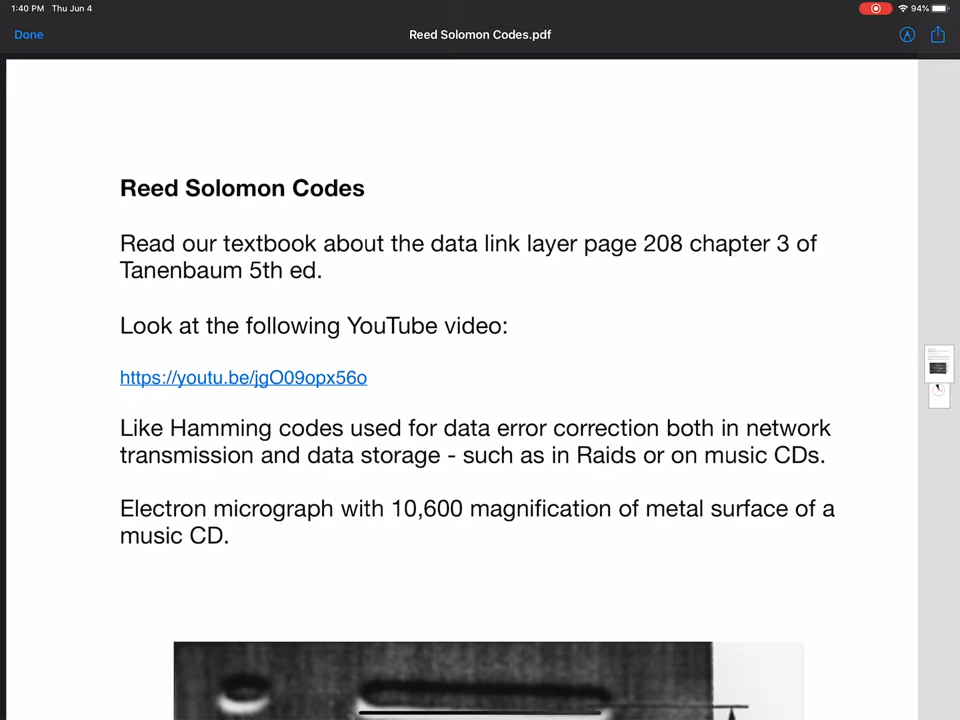 1:40 PM Thu Jun 4
94%
Done
Reed Solomon Codes.pdf
Reed Solomon Codes
Read our textbook about the data link layer page 208 chapter 3 of
Tanenbaum 5th ed.
Look at the following YouTube video:
https://youtu.be/jgO09opx56o
Like Hamming codes used for data error correction both in network
transmission and data storage - such as in Raids or on music CDs.
Electron micrograph with 10,600 magnification of metal surface of a
music CD.